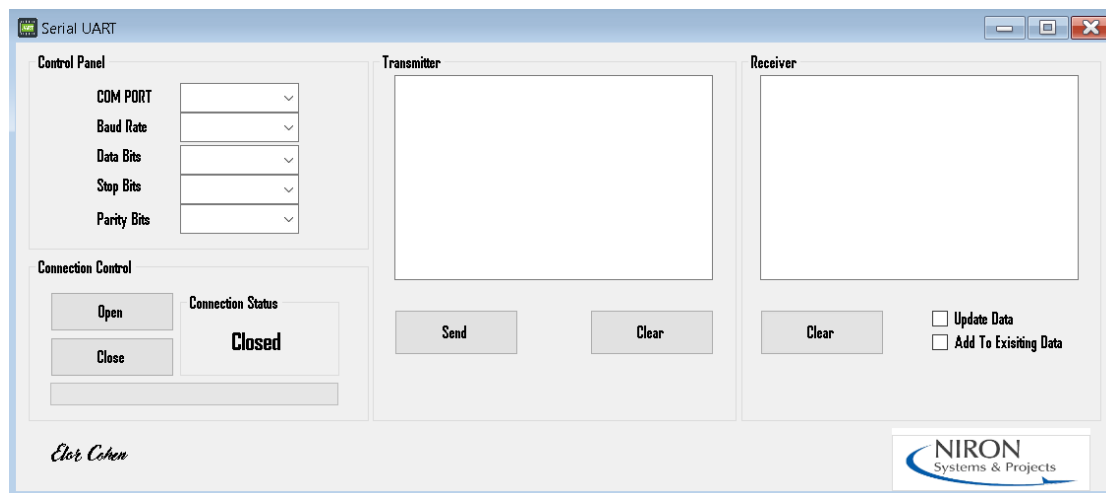 Serial UART
Control Panel
COM PORT
Baud Rate
Data Bits
Stop Bits
Parity Bits
Connection Control
Open
Close
Connection Status
Closed
Transmitter
Send
Clear
Receiver
Clear
Update Data
Add To Exisiting Data
Elor Cohen
NIRON
Systems & Projects